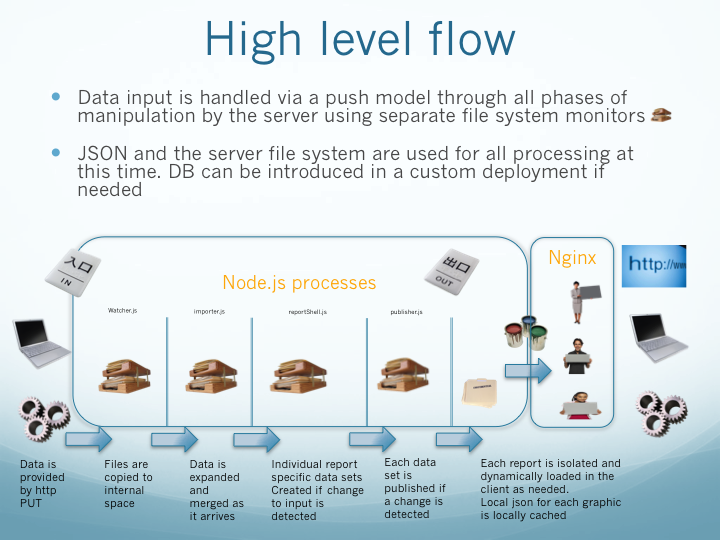 High level flow
Data input is handled via a push model through all phases of
manipulation by the server using separate file system monitors
JSON and the server file system are used for all processing at
this time. DB can be introduced in a custom deployment if
needed
入口
IN
出口
OUT
Nginx
http://ww
Node.js processes
Watcher.js
importer.js
reportShell.js
publisher.js
Data is
provided
by http
PUT
Files are
copied to
internal
space
Data is
expanded
and
merged as
it arrives
Individual report
specific data sets
Created if change
to input is
detected
Each data
set is
published if
a change is
detected
Each report is isolated and
dynamically loaded in the
client as needed.
Local json for each graphic
is locally cached